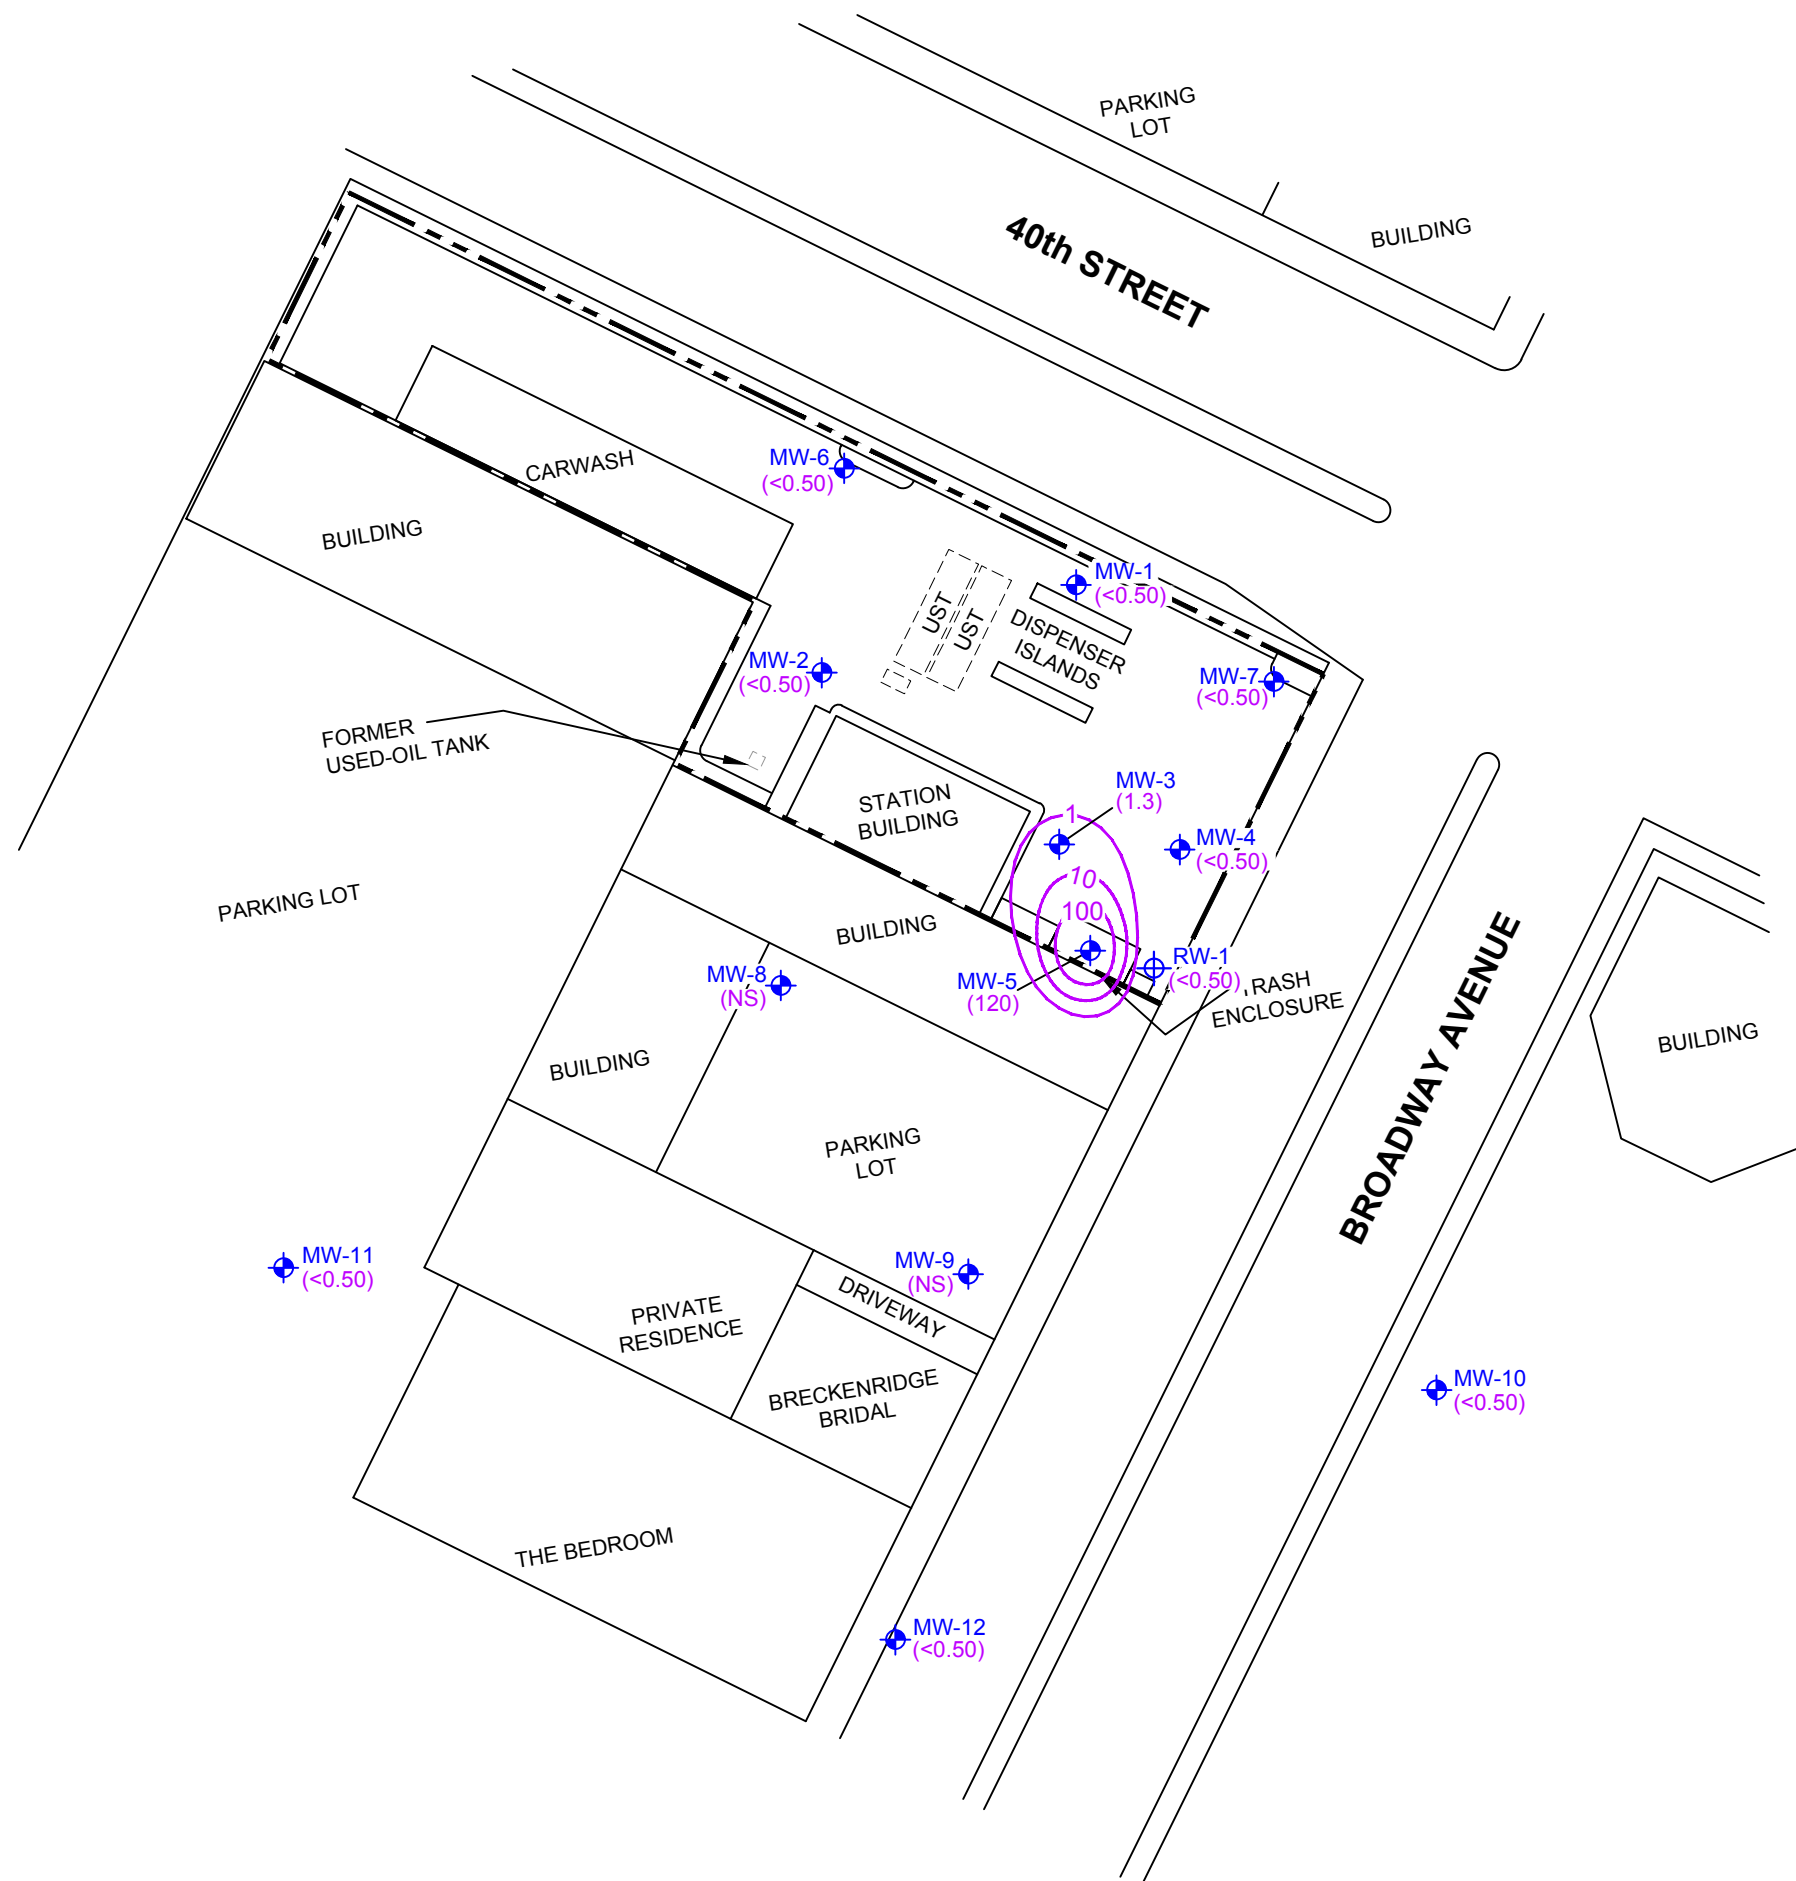 PARKING
LOT
BUILDING
40th STREET
MW-6
(<0.50)
CARWASH
BUILDING
MW-1
(<0.50)
UST
UST
DISPENSER
ISLANDS
MW-2
(<0.50)
MW-7
(<0.50)
FORMER
USED-OIL TANK
STATION
BUILDING
MW-3
(1.3)
1
MW-4
(<0.50)
10
100
PARKING LOT
BUILDING
RW-1
(<0.50)
MW-8
(NS)
MW-5
(120)
TRASH
ENCLOSURE
BROADWAY AVENUE
BUILDING
BUILDING
PARKING
LOT
MW-11
(<0.50)
MW-9
(NS)
DRIVEWAY
PRIVATE
RESIDENCE
BRECKENRIDGE
BRIDAL
MW-10
(<0.50)
THE BEDROOM
MW-12
(<0.50)